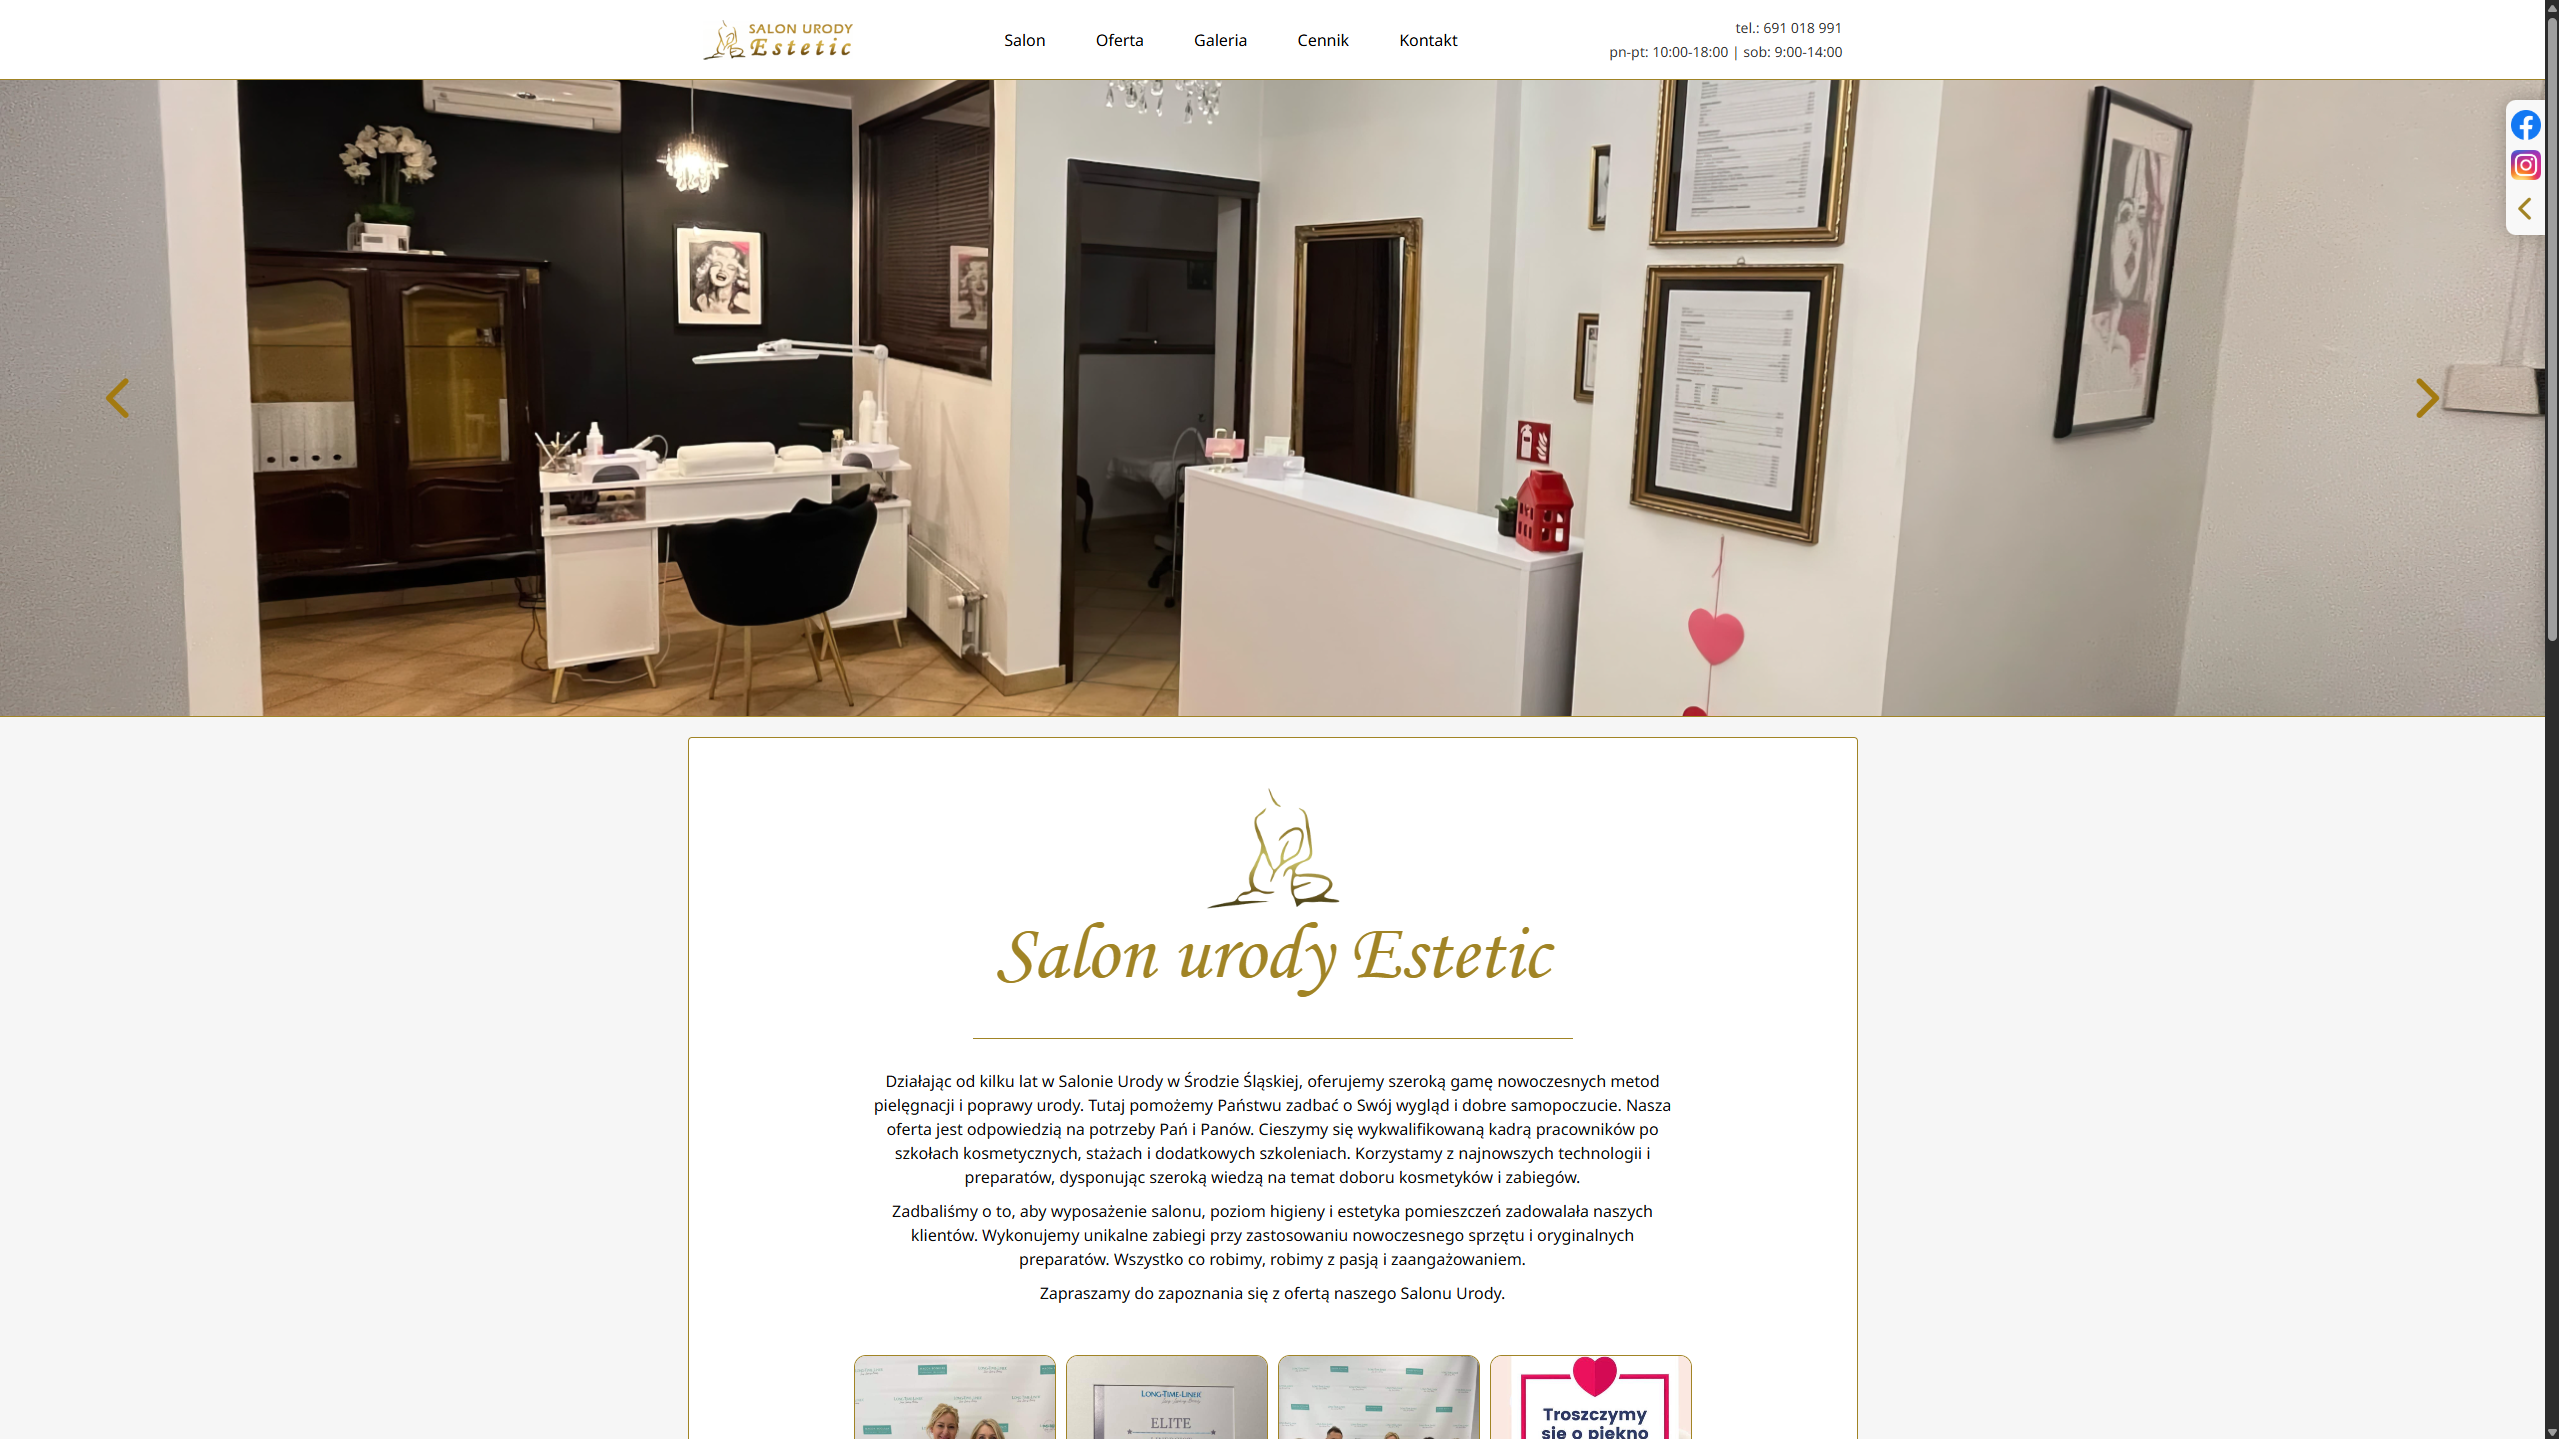 SALON URODY
Estetic
Salon
Oferta
Galeria
Cennik
Kontakt
tel.: 691 018 991
pn-pt: 10:00-18:00 | sob: 9:00-14:00
Salon urody Estetic
Działając od kilku lat w Salonie Urody w Środzie Śląskiej, oferujemy szeroką gamę nowoczesnych metod
pielęgnacji i poprawy urody. Tutaj pomożemy Państwu zadbać o Swój wygląd i dobre samopoczucie. Nasza
oferta jest odpowiedzią na potrzeby Pań i Panów. Cieszymy się wykwalifikowaną kadrą pracowników po
szkołach kosmetycznych, stażach i dodatkowych szkoleniach. Korzystamy z najnowszych technologii i
preparatów, dysponując szeroką wiedzą na temat doboru kosmetyków i zabiegów.
Zadbaliśmy o to, aby wyposażenie salonu, poziom higieny i estetyka pomieszczeń zadowalała naszych
klientów. Wykonujemy unikalne zabiegi przy zastosowaniu nowoczesnego sprzętu i oryginalnych
preparatów. Wszystko co robimy, robimy z pasją i zaangażowaniem.
Zapraszamy do zapoznania się z ofertą naszego Salonu Urody.
LONG-TIME-LINER
ELITE
Troszczymy
się o piękno